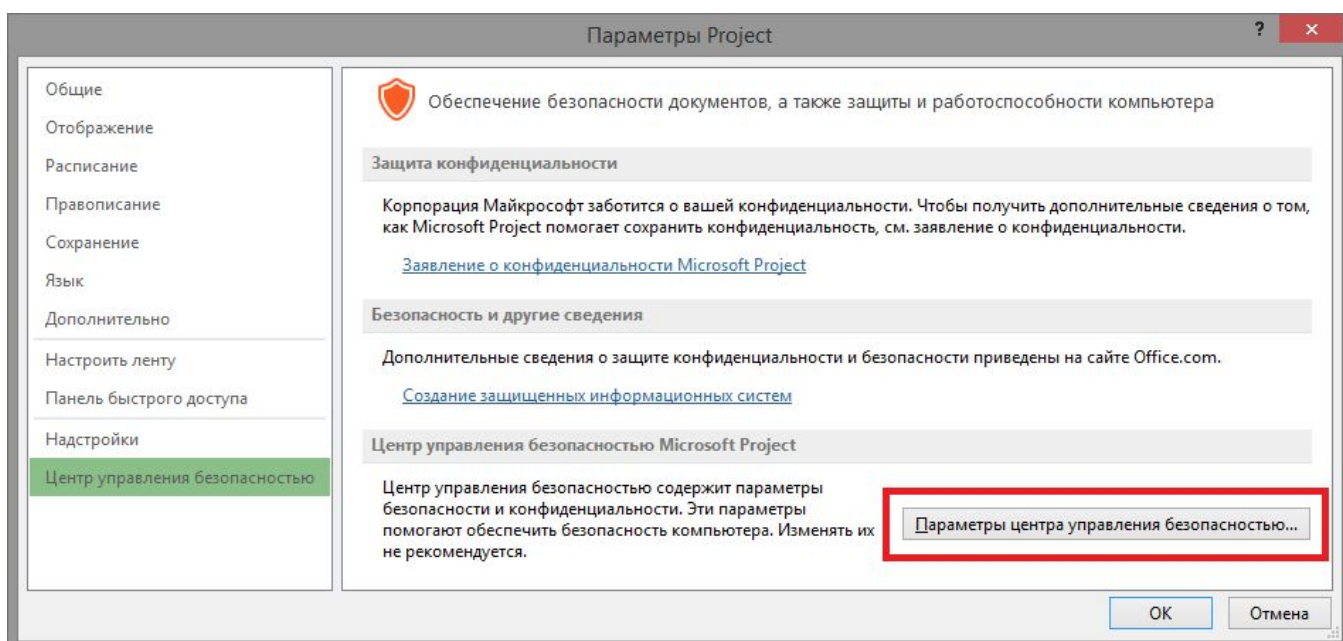 Параметры Project
?
×
Общие
Отображение
Расписание
Правописание
Сохранение
Язык
Дополнительно
Настроить ленту
Панель быстрого доступа
Надстройки
Центр управления безопасностью
Обеспечение безопасности документов, а также защиты и работоспособности компьютера
Защита конфиденциальности
Корпорация Майкрософт заботится о вашей конфиденциальности. Чтобы получить дополнительные сведения о том,
как Microsoft Project помогает сохранить конфиденциальность, см. заявление о конфиденциальности.
Заявление о конфиденциальности Microsoft Project
Безопасность и другие сведения
Дополнительные сведения о защите конфиденциальности и безопасности приведены на сайте Office.com.
Создание защищенных информационных систем
Центр управления безопасностью Microsoft Project
Центр управления безопасностью содержит параметры
безопасности и конфиденциальности. Эти параметры
помогают обеспечить безопасность компьютера. Изменять их
не рекомендуется.
Параметры центра управления безопасностью...
ОК
Отмена